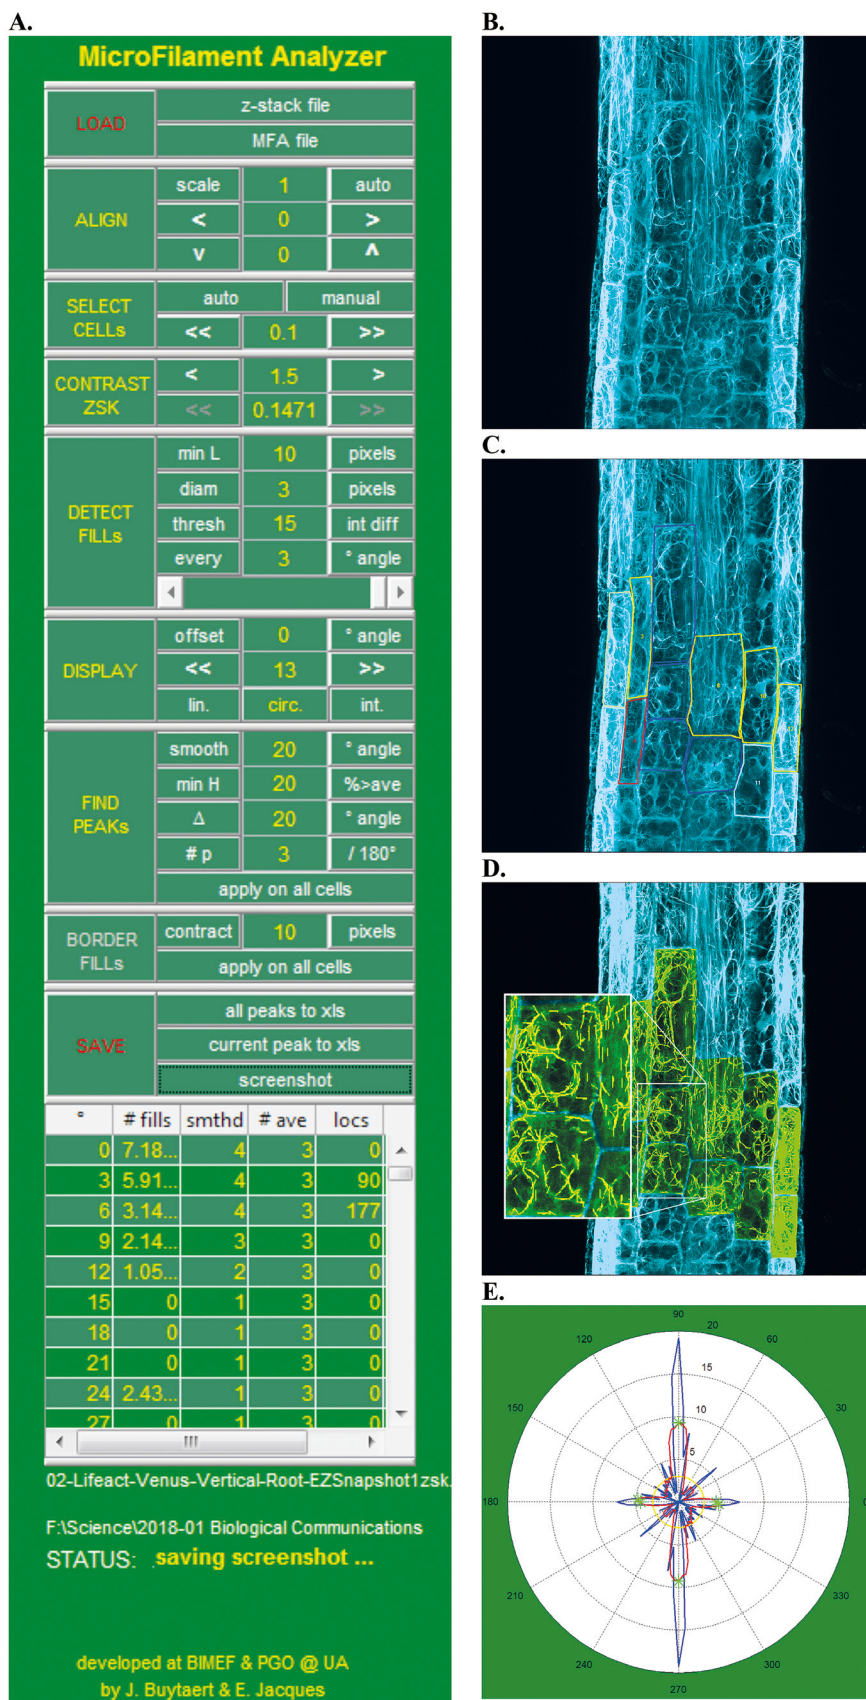 A.
MicroFilament Analyzer
LOAD
z-stack file
MFA file
ALIGN
scale 1 auto
< 0 >
v 0 ^
SELECT CELLs
auto manual
<< 0.1 >>
CONTRAST ZSK
< 1.5 >
<< 0.1471 >>
DETECT FILLs
min L 10 pixels
diam 3 pixels
thresh 15 int diff
every 3 ° angle
DISPLAY
offset 0 ° angle
<< 13 >>
lin. circ. int.
FIND PEAKs
smooth 20 ° angle
min H 20 %>ave
Δ 20 ° angle
# p 3 / 180°
apply on all cells
BORDER FILLs
contract 10 pixels
apply on all cells
SAVE
all peaks to xls
current peak to xls
screenshot
° # fills smthd # ave locs
0 7.18... 4 3 0
3 5.91... 4 3 90
6 3.14... 4 3 177
9 2.14... 3 3 0
12 1.05... 2 3 0
15 0 1 3 0
18 0 1 3 0
21 0 1 3 0
24 2.43... 1 3 0
27 0 1 3 0
02-Lifeact-Venus-Vertical-Root-EZSnapshot1zsk.
F:\Science\2018-01 Biological Communications
STATUS: .saving screenshot ...
developed at BIMEF & PGO @ UA
by J. Buytaert & E. Jacques
B.
C.
10
11
D.
E.
90
120 20 60
15
150 10 30
5
180 0
210 330
240 300
270